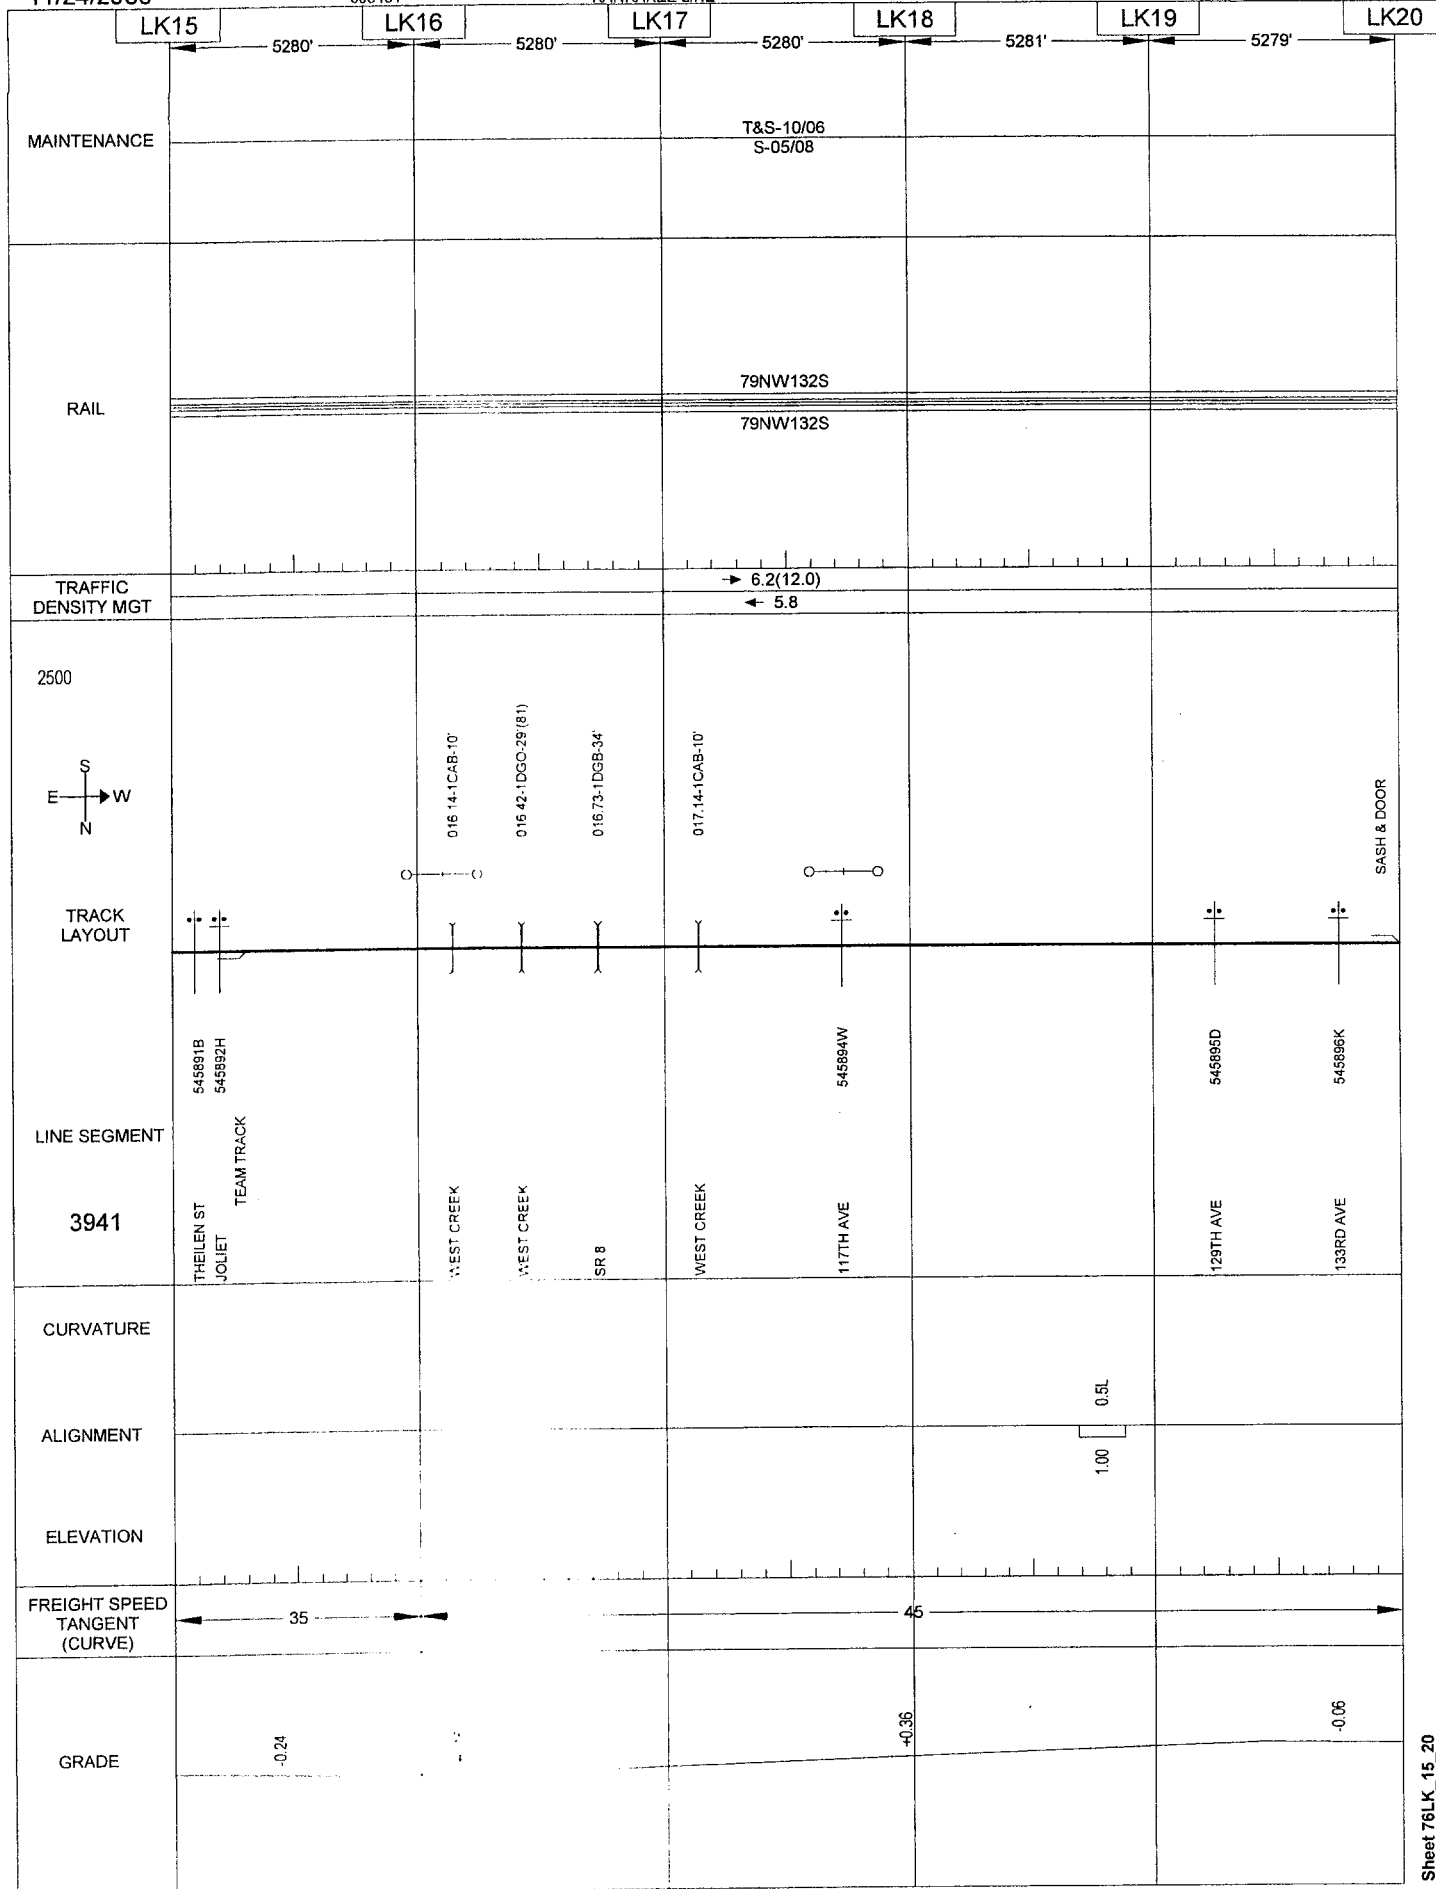 LK15 LK16 LK17 LK18 LK19 LK20
5280' 5280' 5280' 5281' 5279'
MAINTENANCE
T&S-10/06
S-05/08
RAIL
79NW132S
79NW132S
TRAFFIC
DENSITY MGT
6.2(12.0)
5.8
2500
S
E W
N
016 14-1CAB-10'
016 42-1DGO-29'(81)
016.73-1DGB-34'
017.14-1CAB-10'
SASH & DOOR
TRACK
LAYOUT
545891B
545892H
545894W
545895D
545896K
LINE SEGMENT
3941
THEILEN ST
JOLIET
TEAM TRACK
WEST CREEK
WEST CREEK
SR 8
WEST CREEK
117TH AVE
129TH AVE
133RD AVE
CURVATURE
0.5L
ALIGNMENT
1.00
ELEVATION
FREIGHT SPEED
TANGENT
(CURVE)
35
45
GRADE
-0.24
+0.36
-0.06
Sheet 76LK_15_20